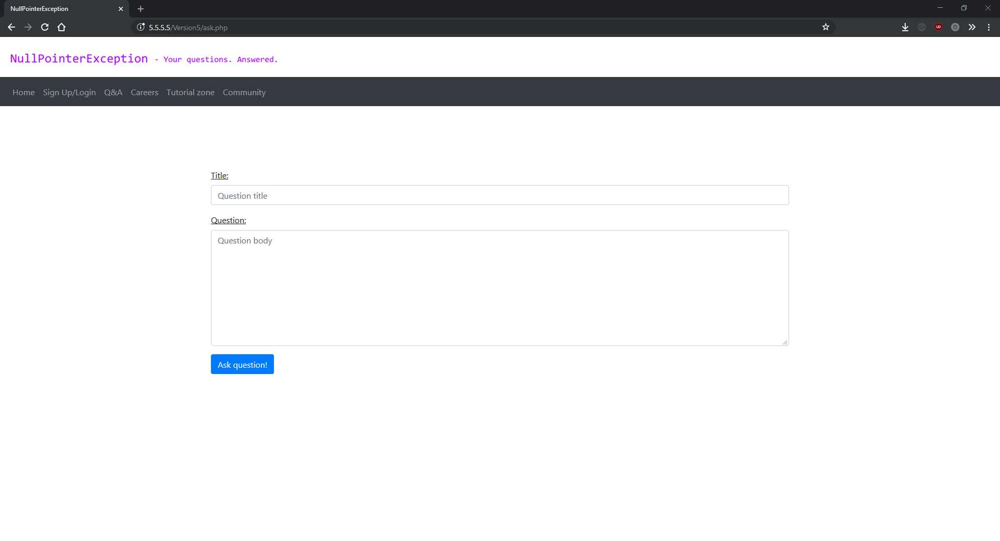 NullPointerException
5.5.5.5/Version5/ask.php
NullPointerException - Your questions. Answered.
Home Sign Up/Login Q&A Careers Tutorial zone Community
Title:
Question title
Question:
Question body
Ask question!